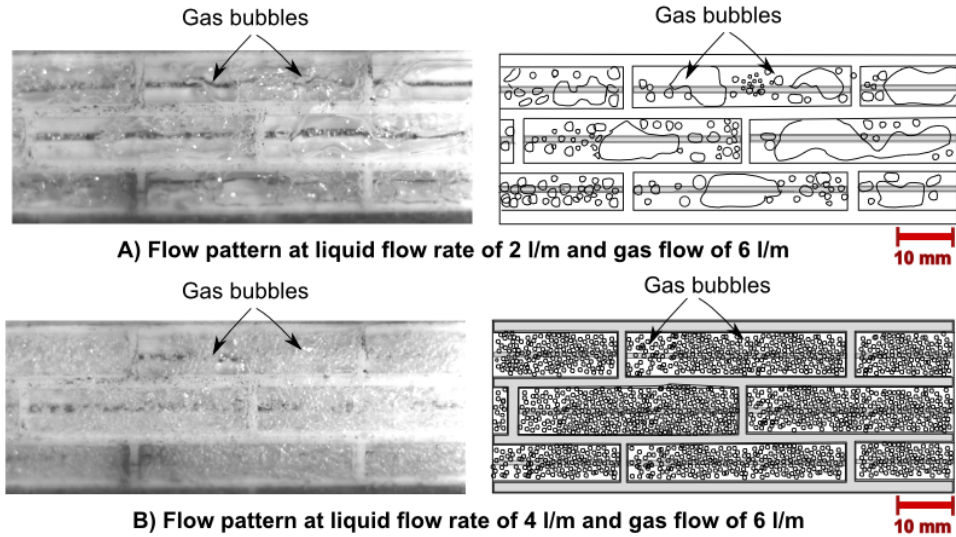 Gas bubbles
Gas bubbles
A) Flow pattern at liquid flow rate of 2 l/m and gas flow of 6 l/m
10 mm
Gas bubbles
Gas bubbles
B) Flow pattern at liquid flow rate of 4 l/m and gas flow of 6 l/m
10 mm